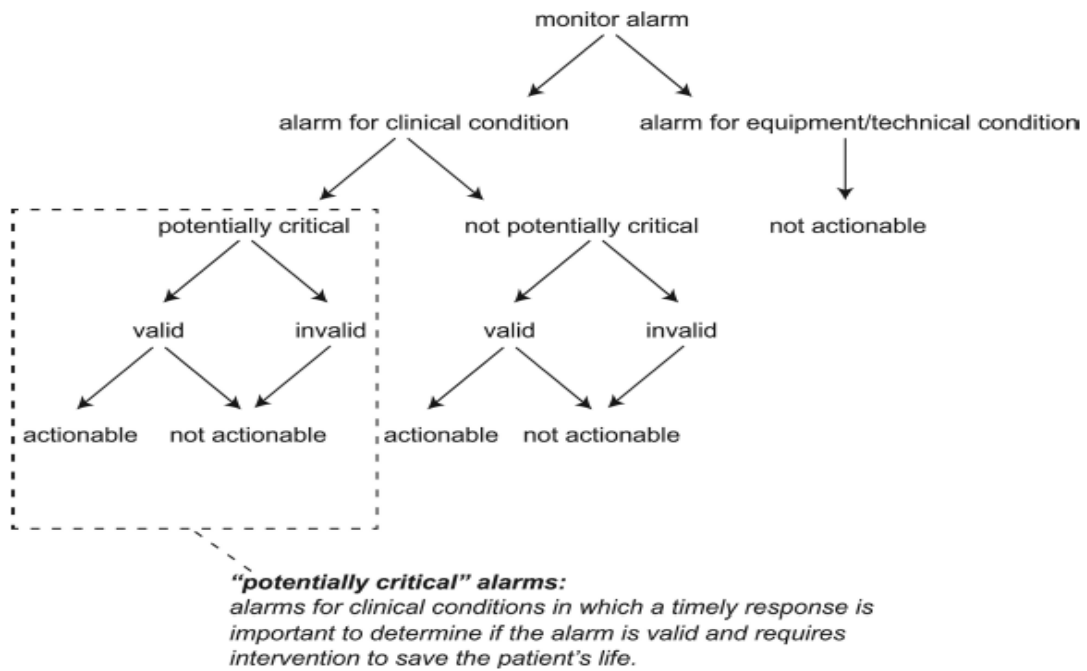 monitor alarm
alarm for clinical condition
alarm for equipment/technical condition
potentially critical
not potentially critical
not actionable
valid
invalid
valid
invalid
actionable
not actionable
actionable
not actionable
“potentially critical” alarms:
alarms for clinical conditions in which a timely response is
important to determine if the alarm is valid and requires
intervention to save the patient’s life.